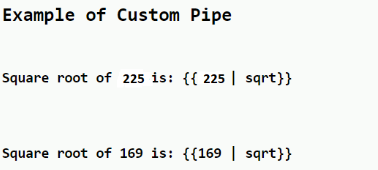 Example of Custom Pipe
Square root of 225 is: {{ 225 | sqrt}}
Square root of 169 is: {{169 | sqrt}}